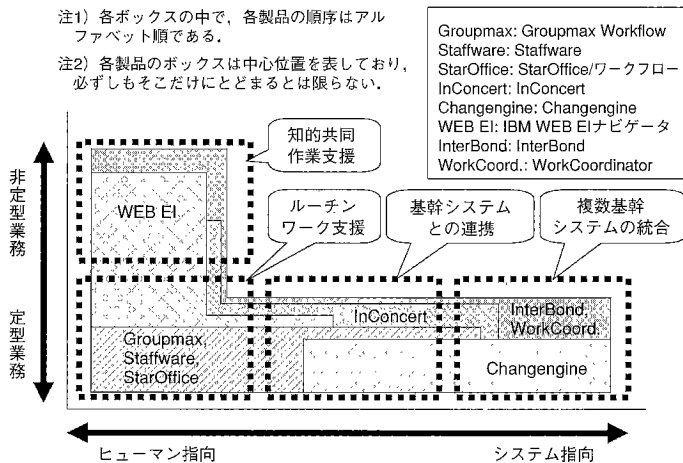 注1）各ボックスの中で，各製品の順序はアル
ファベット順である．
注2）各製品のボックスは中心位置を表しており，
必ずしもそこだけにとどまるとは限らない．
Groupmax: Groupmax Workflow
Staffware: Staffware
StarOffice: StarOffice/ワークフロー
InConcert: InConcert
Changengine: Changengine
WEB EI: IBM WEB EIナビゲータ
InterBond: InterBond
WorkCoord.: WorkCoordinator
知的共同
作業支援
ルーチン
ワーク支援
基幹システム
との連携
複数基幹
システムの統合
非定型業務
定型業務
WEB EI
InConcert
InterBond,
WorkCoord.
Groupmax,
Staffware,
StarOffice
Changengine
ヒューマン指向
システム指向